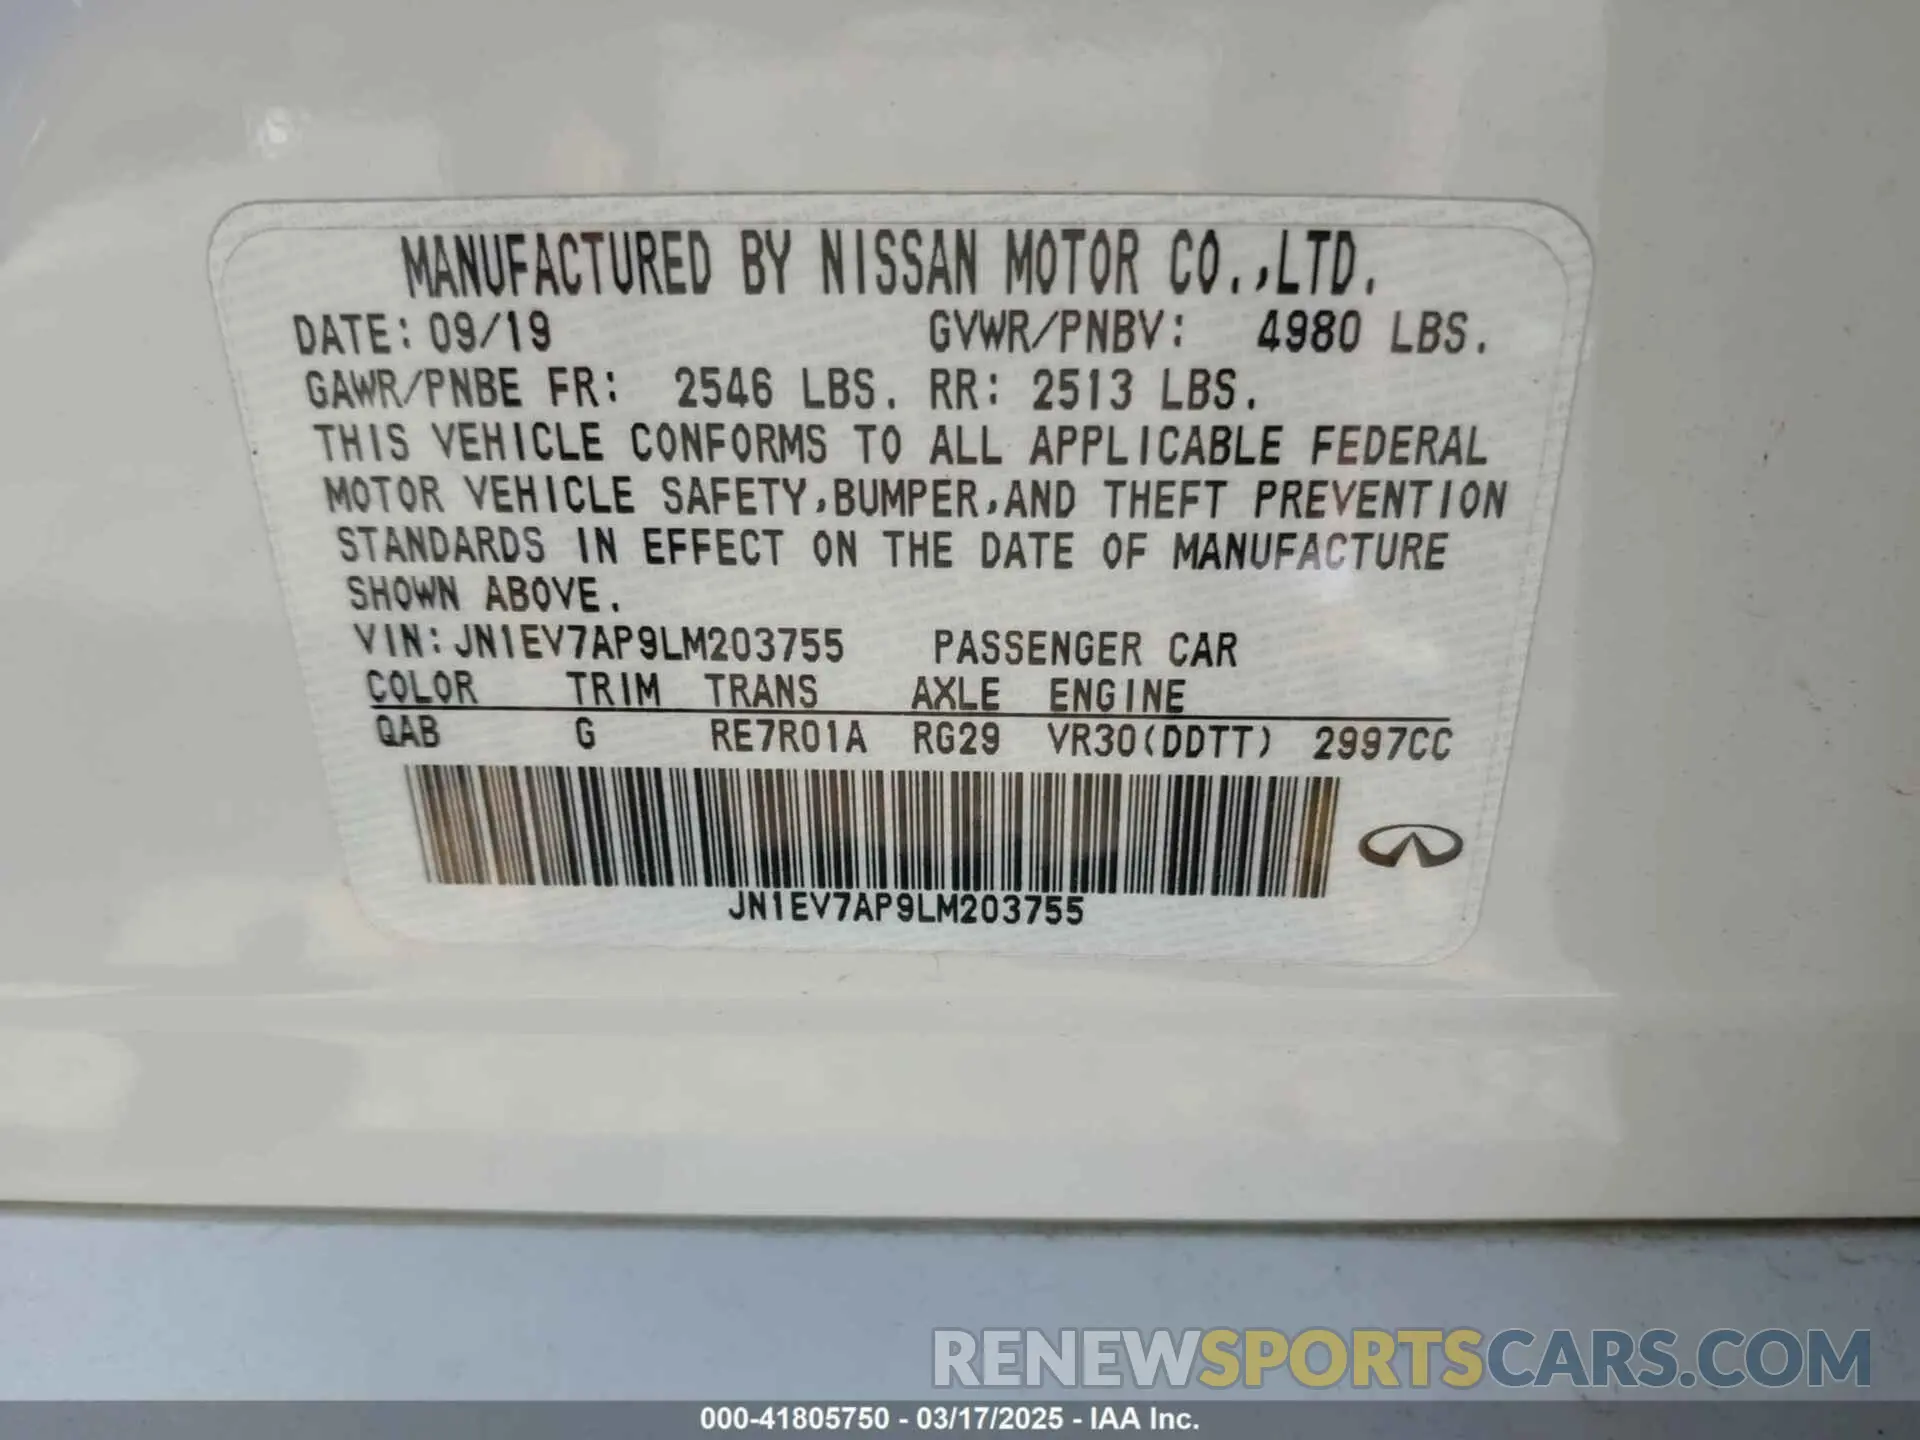 MANUFACTURED BY NISSAN MOTOR CO.,LTD.
DATE: 09/19 GVWR/PNBV: 4980 LBS.
GAWR/PNBE FR: 2546 LBS. RR: 2513 LBS.
THIS VEHICLE CONFORMS TO ALL APPLICABLE FEDERAL
MOTOR VEHICLE SAFETY,BUMPER,AND THEFT PREVENTION
STANDARDS IN EFFECT ON THE DATE OF MANUFACTURE
SHOWN ABOVE.
VIN: JN1EV7AP9LM203755 PASSENGER CAR
COLOR TRIM TRANS AXLE ENGINE
QAB G RE7R01A RG29 VR30(DDTT) 2997CC
JN1EV7AP9LM203755
RENEWSPORTSCARS.COM
000-41805750 - 03/17/2025 - IAA Inc.